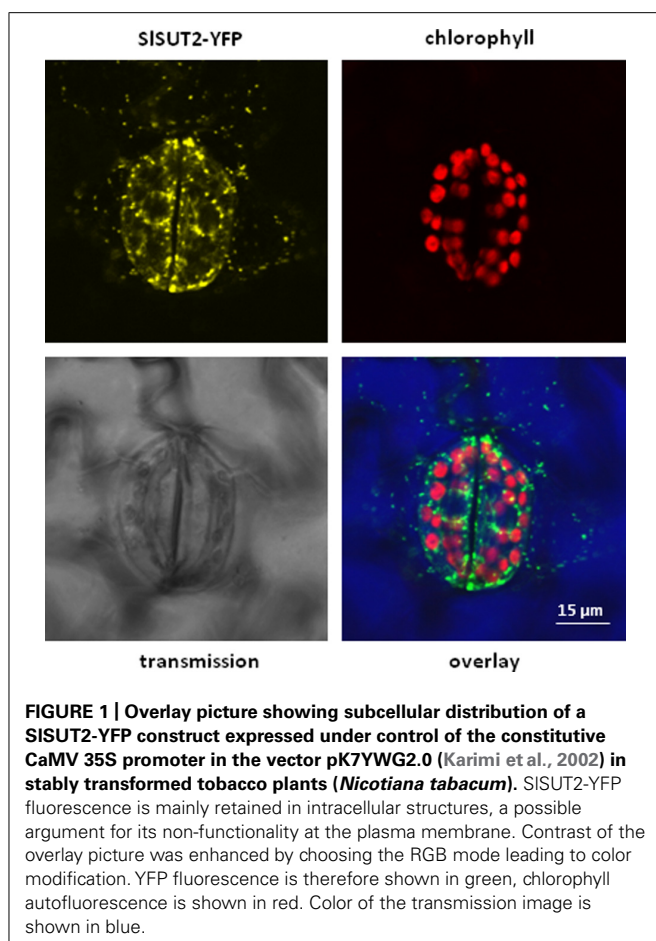 SlSUT2-YFP
chlorophyll
15 µm
transmission
overlay
FIGURE 1 | Overlay picture showing subcellular distribution of a
SlSUT2-YFP construct expressed under control of the constitutive
CaMV 35S promoter in the vector pK7YWG2.0 (Karimi et al., 2002) in
stably transformed tobacco plants (Nicotiana tabacum). SlSUT2-YFP
fluorescence is mainly retained in intracellular structures, a possible
argument for its non-functionality at the plasma membrane. Contrast of the
overlay picture was enhanced by choosing the RGB mode leading to color
modification. YFP fluorescence is therefore shown in green, chlorophyll
autofluorescence is shown in red. Color of the transmission image is
shown in blue.